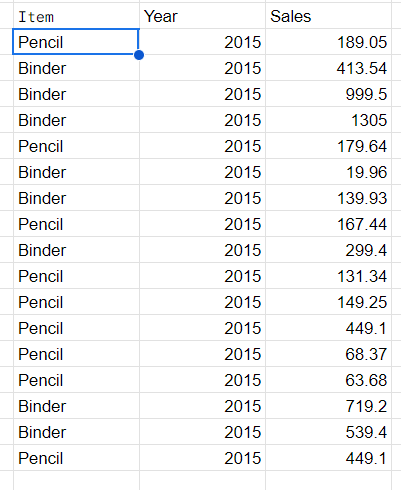 Item Year Sales
Pencil 2015 189.05
Binder 2015 413.54
Binder 2015 999.5
Binder 2015 1305
Pencil 2015 179.64
Binder 2015 19.96
Binder 2015 139.93
Pencil 2015 167.44
Binder 2015 299.4
Pencil 2015 131.34
Pencil 2015 149.25
Pencil 2015 449.1
Pencil 2015 68.37
Pencil 2015 63.68
Binder 2015 719.2
Binder 2015 539.4
Pencil 2015 449.1